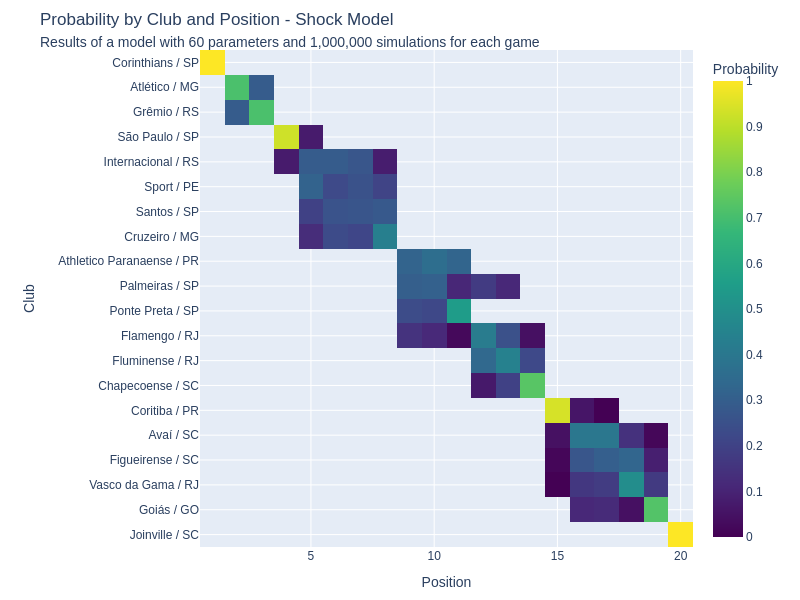 Probability by Club and Position - Shock Model
Results of a model with 60 parameters and 1,000,000 simulations for each game
Corinthians / SP
Atlético / MG
Grêmio / RS
São Paulo / SP
Internacional / RS
Sport / PE
Santos / SP
Cruzeiro / MG
Athletico Paranaense / PR
Palmeiras / SP
Ponte Preta / SP
Flamengo / RJ
Fluminense / RJ
Chapecoense / SC
Coritiba / PR
Avaí / SC
Figueirense / SC
Vasco da Gama / RJ
Goiás / GO
Joinville / SC
Club
5 10 15 20
Position
Probability
1
0.9
0.8
0.7
0.6
0.5
0.4
0.3
0.2
0.1
0